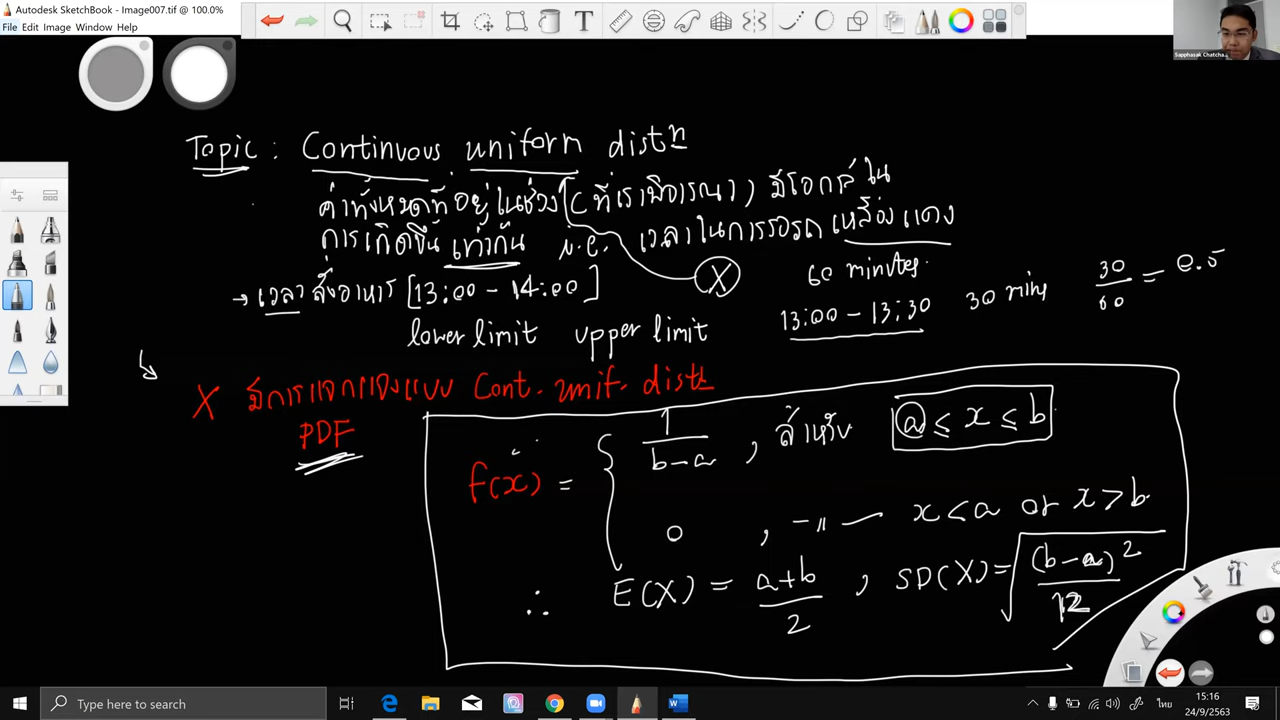 Autodesk SketchBook - Image007.tif @ 100.0%
File Edit Image Window Help
Sapphasak Chatcha...
Topic : Continuous uniform distⁿ
ค่าทั้งหมดที่อยู่ในช่วง (ที่เราพิจารณา) มีโอกาสใน
การเกิดขึ้น เท่ากัน i.e. เวลาในการรอรถ เหลืองแดง
X 60 minutes.
→ เวลา สั่งอาหาร [13:00 - 14:00]
13:00 - 13:30 30 mins 30/60 = 0.5
lower limit upper limit
X มีการแจกแจงแบบ Cont. unif. distⁿ
PDF
f(x) = { 1/(b-a) , สำหรับ a ≤ x ≤ b
0 , -〃- x < a or x > b
∴ E(X) = (a+b)/2 , SD(X) = √((b-a)²/12)
Type here to search
ไทย
15:16
24/9/2563